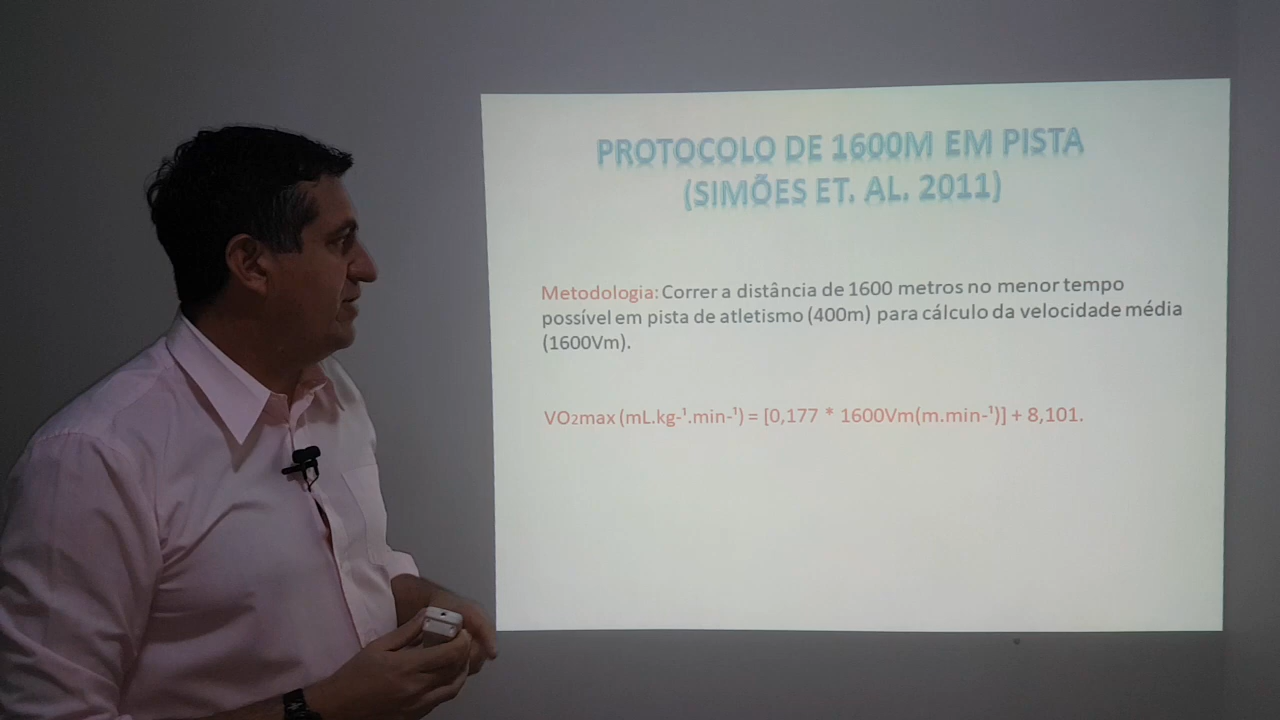 PROTOCOLO DE 1600M EM PISTA
(SIMÕES ET. AL. 2011)
Metodologia: Correr a distância de 1600 metros no menor tempo
possível em pista de atletismo (400m) para cálculo da velocidade média
(1600Vm).
VO₂max (mL.kg-¹.min-¹) = [0,177 * 1600Vm(m.min-¹)] + 8,101.